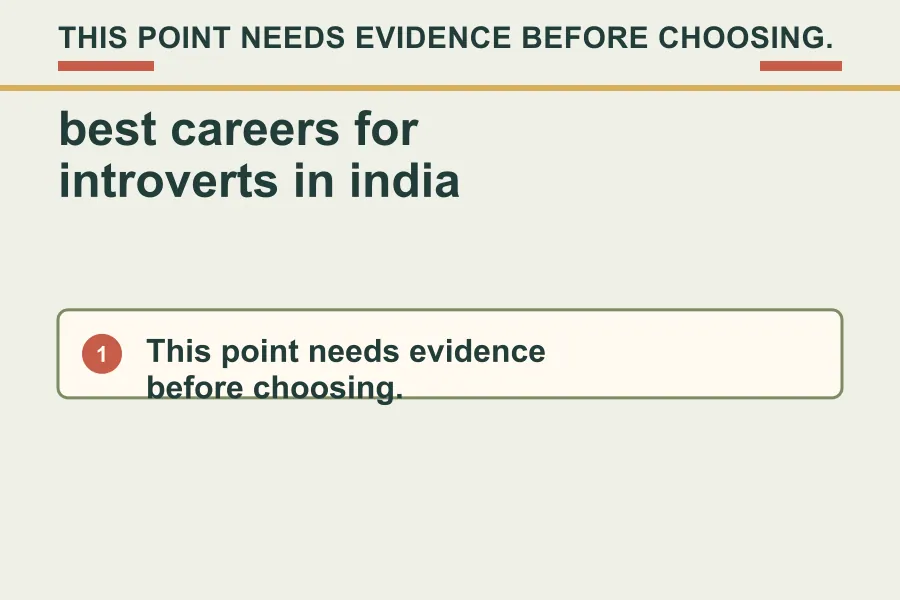 THIS POINT NEEDS EVIDENCE BEFORE CHOOSING.
best careers for
introverts in india
1
This point needs evidence
before choosing.